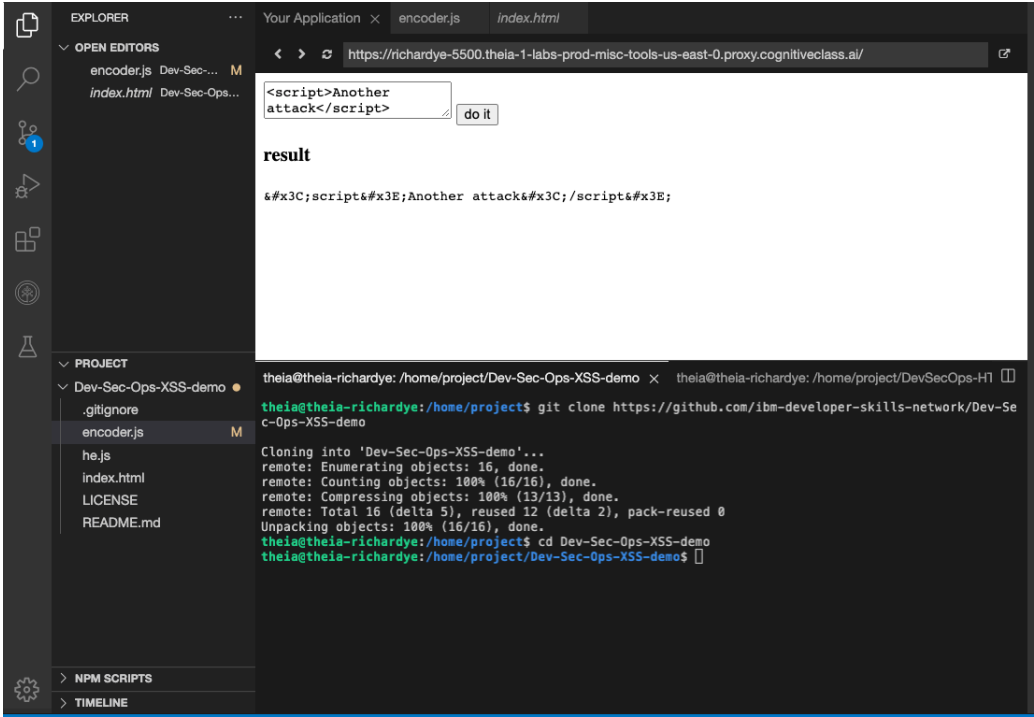 EXPLORER
···
OPEN EDITORS
encoder.js Dev-Sec-... M
index.html Dev-Sec-Ops...
1
PROJECT
Dev-Sec-Ops-XSS-demo
.gitignore
encoder.js M
he.js
index.html
LICENSE
README.md
NPM SCRIPTS
TIMELINE
Your Application
encoder.js
index.html
https://richardye-5500.theia-1-labs-prod-misc-tools-us-east-0.proxy.cognitiveclass.ai/
<script>Another
attack</script>
do it
result
&#x3C;script&#x3E;Another attack&#x3C;/script&#x3E;
theia@theia-richardye: /home/project/Dev-Sec-Ops-XSS-demo
theia@theia-richardye: /home/project/DevSecOps-HT
theia@theia-richardye:/home/project$ git clone https://github.com/ibm-developer-skills-network/Dev-Se
c-Ops-XSS-demo
Cloning into 'Dev-Sec-Ops-XSS-demo'...
remote: Enumerating objects: 16, done.
remote: Counting objects: 100% (16/16), done.
remote: Compressing objects: 100% (13/13), done.
remote: Total 16 (delta 5), reused 12 (delta 2), pack-reused 0
Unpacking objects: 100% (16/16), done.
theia@theia-richardye:/home/project$ cd Dev-Sec-Ops-XSS-demo
theia@theia-richardye:/home/project/Dev-Sec-Ops-XSS-demo$